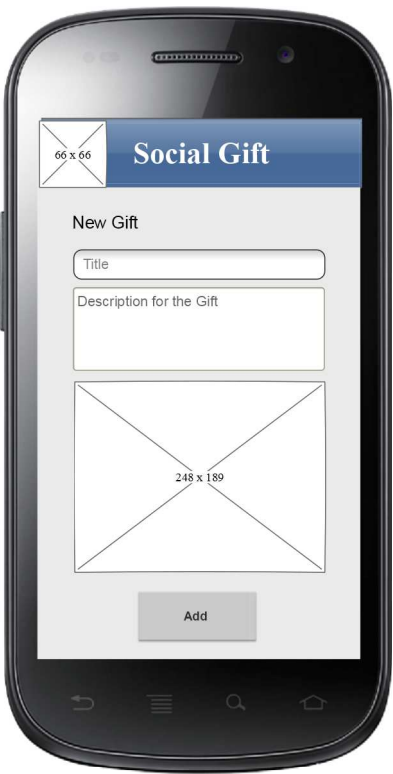 66 x 66
Social Gift
New Gift
Title
Description for the Gift
248 x 189
Add